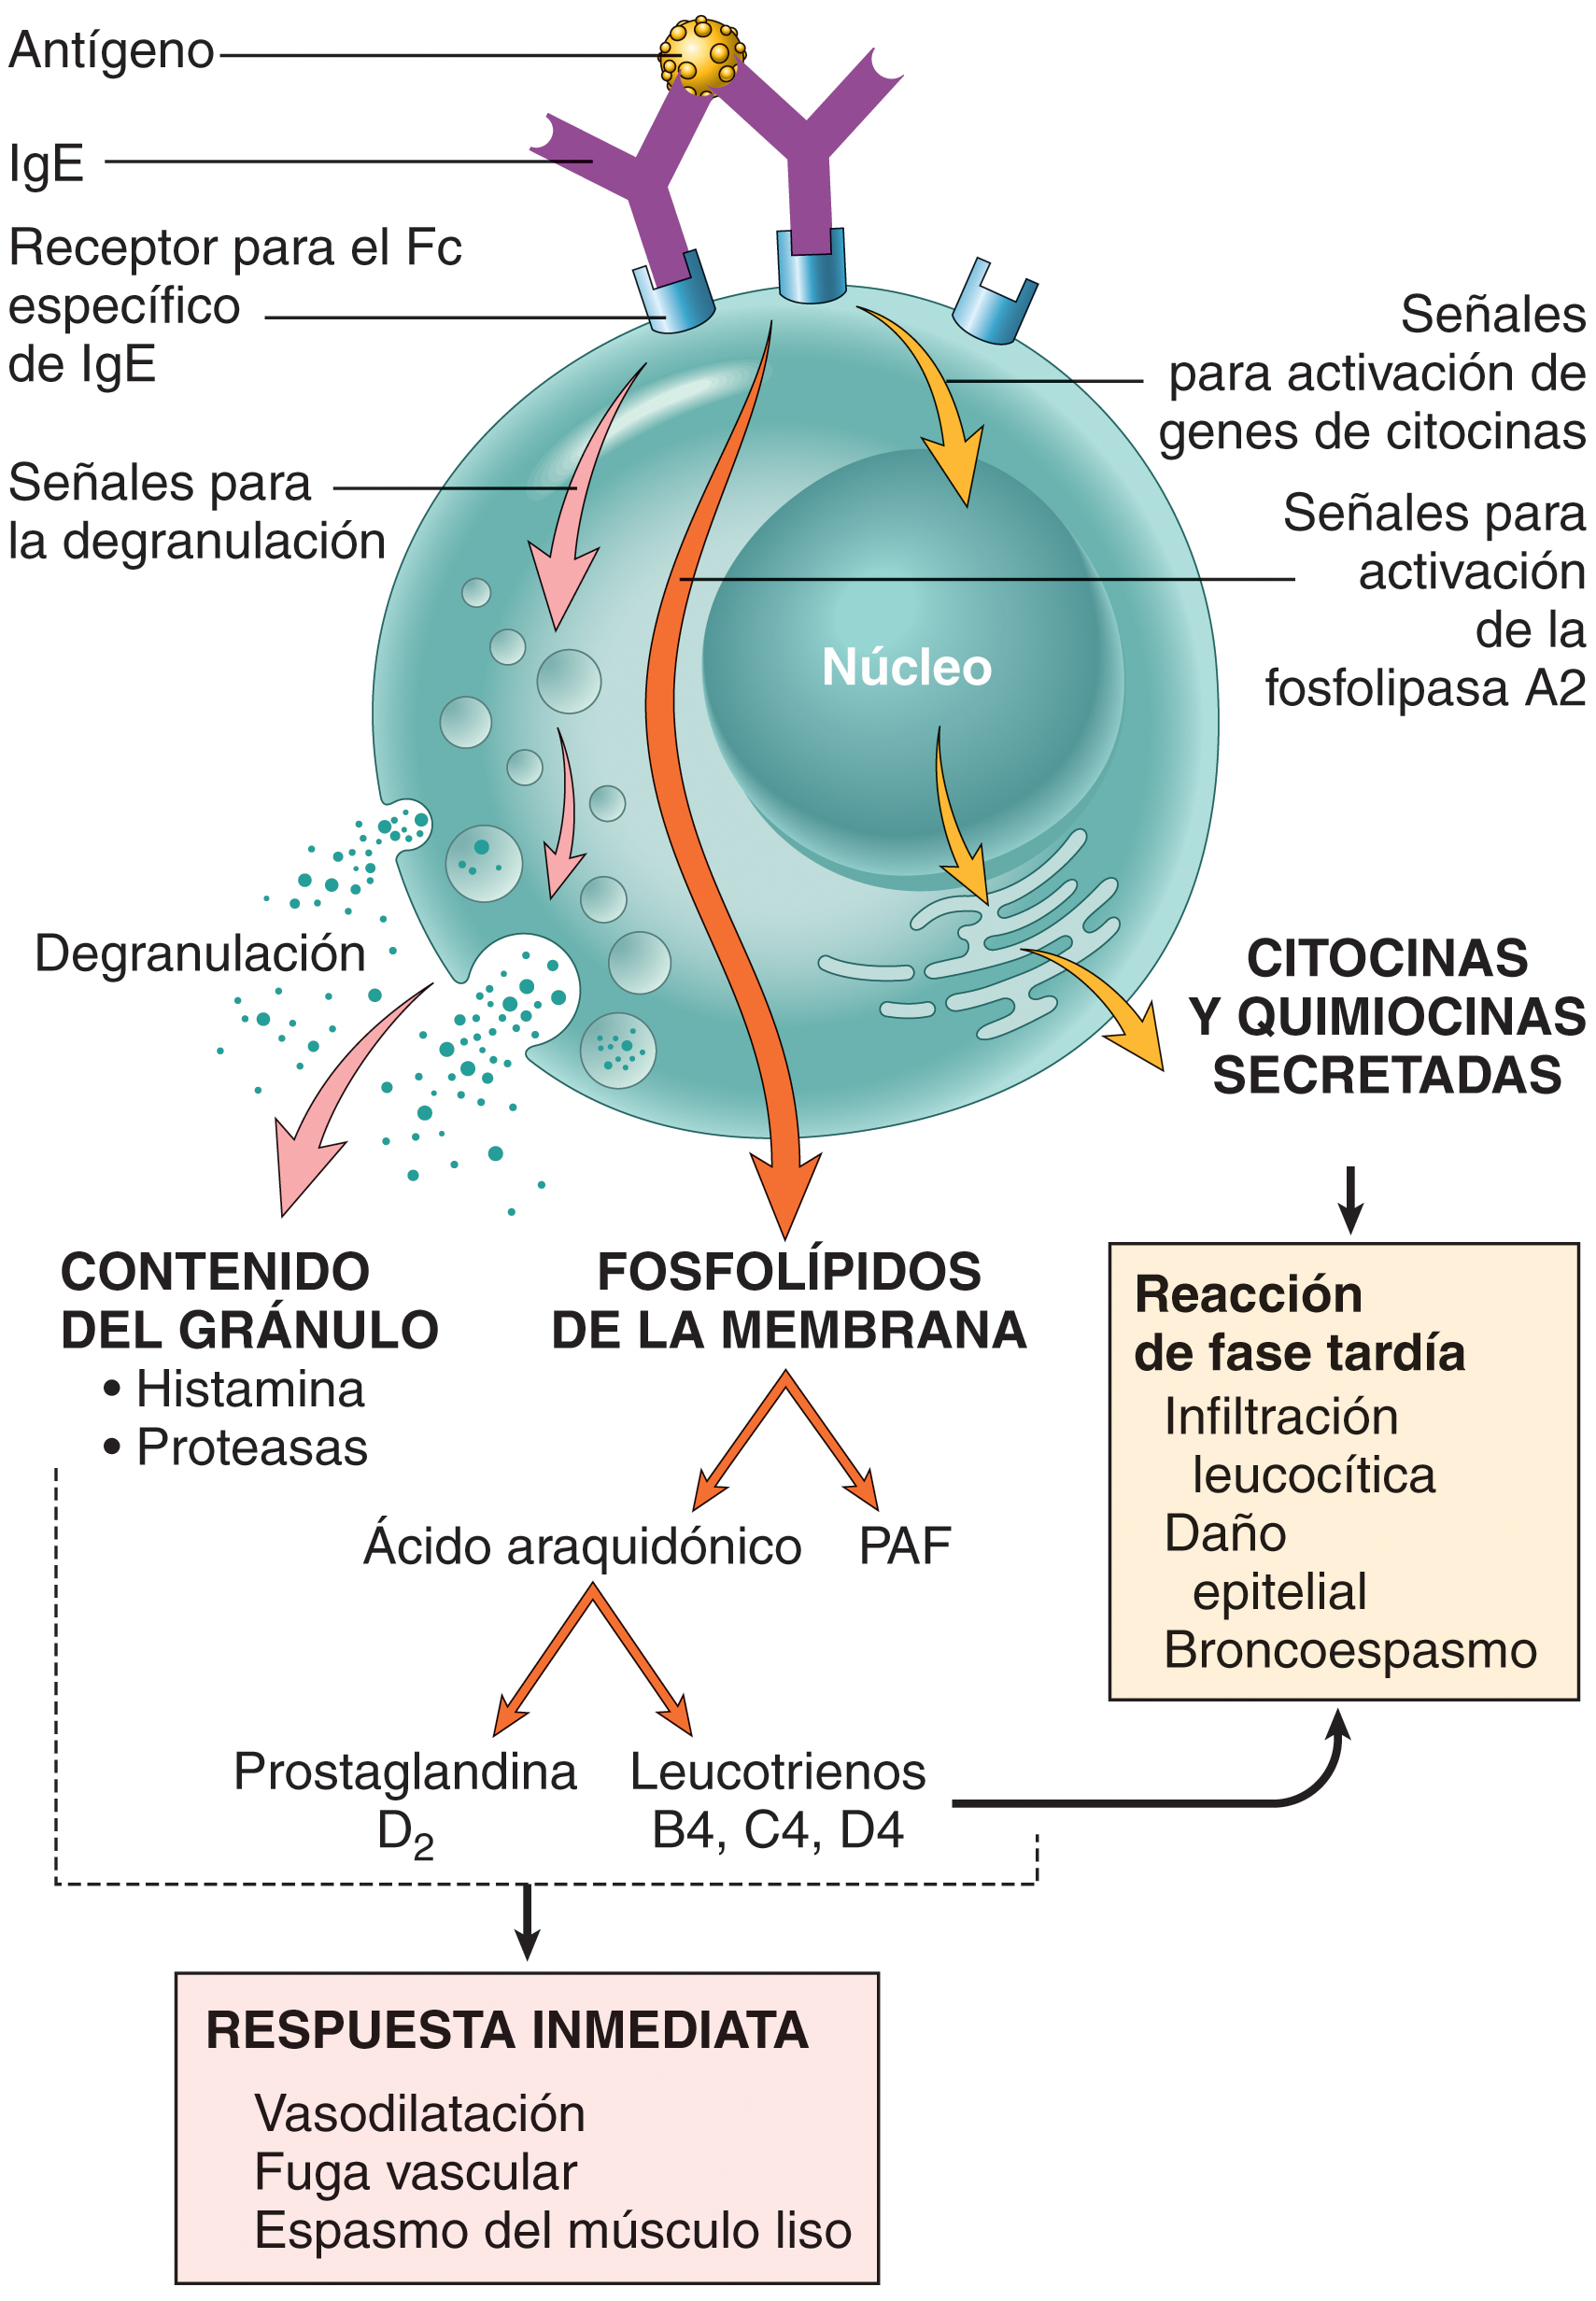 Antígeno
IgE
Receptor para el Fc
específico
de IgE
Señales para
la degranulación
Señales
para activación de
genes de citocinas
Señales para
activación
de la
fosfolipasa A2
Núcleo
Degranulación
CITOCINAS
Y QUIMIOCINAS
SECRETADAS
CONTENIDO
DEL GRÁNULO
• Histamina
• Proteasas
FOSFOLÍPIDOS
DE LA MEMBRANA
Ácido araquidónico
PAF
Prostaglandina
D₂
Leucotrienos
B4, C4, D4
Reacción
de fase tardía
Infiltración
leucocítica
Daño
epitelial
Broncoespasmo
RESPUESTA INMEDIATA
Vasodilatación
Fuga vascular
Espasmo del músculo liso